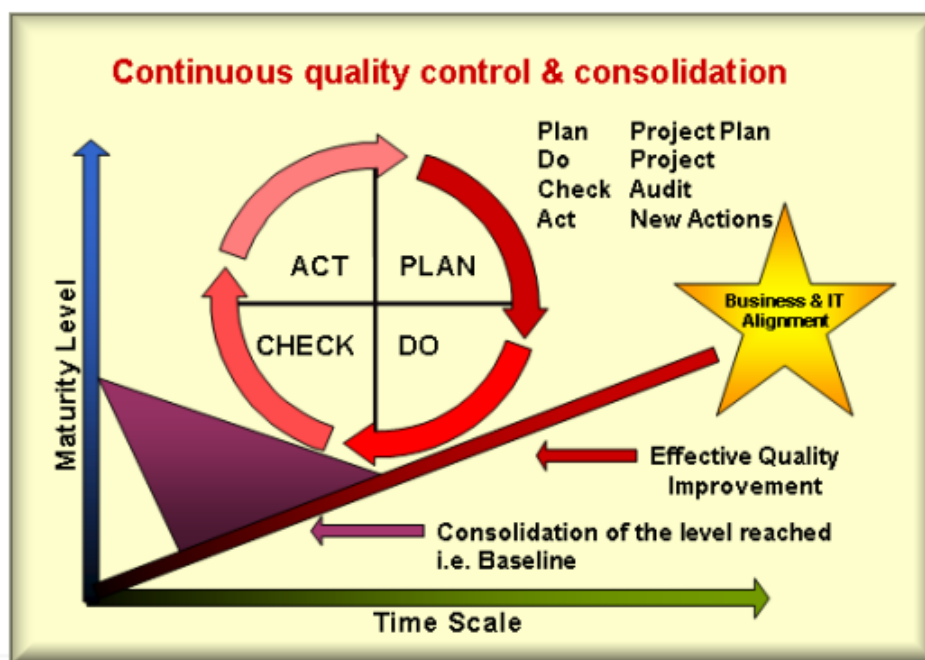 Continuous quality control & consolidation
Plan Project Plan
Do Project
Check Audit
Act New Actions
ACT PLAN
CHECK DO
Business & IT
Alignment
Maturity Level
Effective Quality
Improvement
Consolidation of the level reached
i.e. Baseline
Time Scale